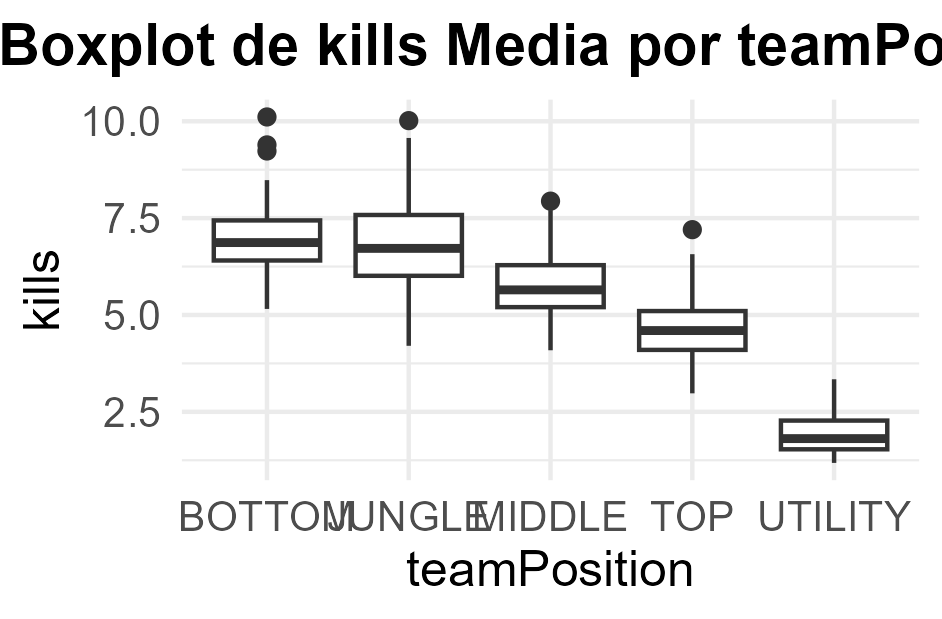 Boxplot de kills Media por teamPo
10.0
7.5
5.0
2.5
kills
BOTTOM JUNGLE MIDDLE TOP UTILITY
teamPosition